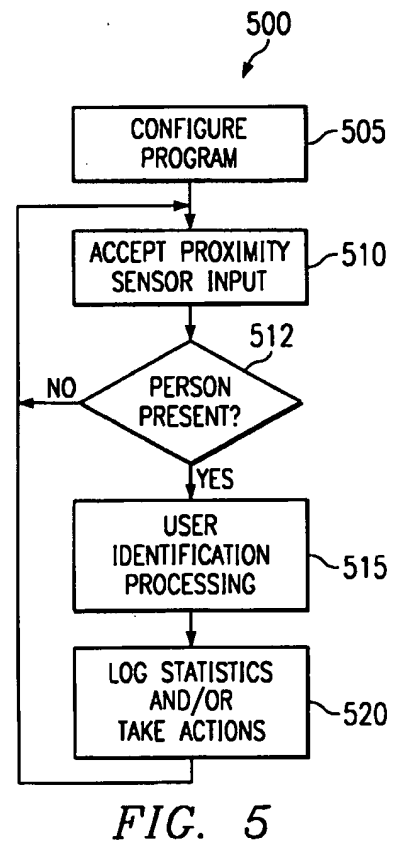 500
CONFIGURE
PROGRAM
505
ACCEPT PROXIMITY
SENSOR INPUT
510
512
PERSON
PRESENT?
NO
YES
USER
IDENTIFICATION
PROCESSING
515
LOG STATISTICS
AND/OR
TAKE ACTIONS
520
FIG. 5